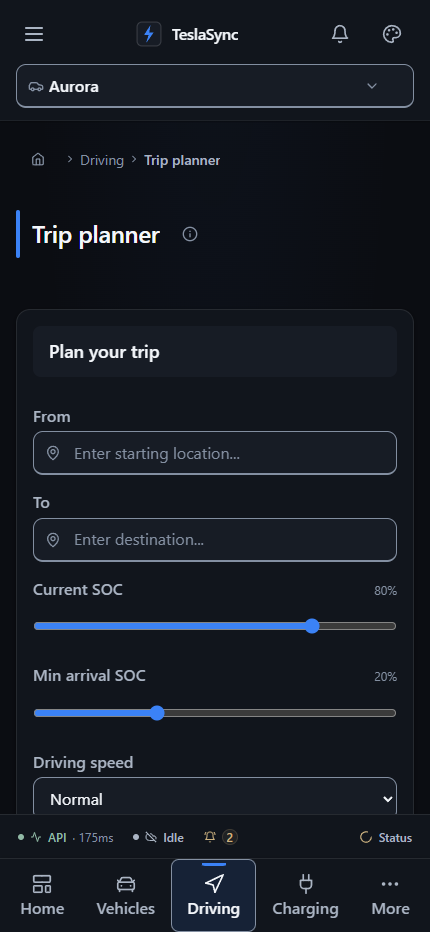 TeslaSync
Aurora
Driving Trip planner
Trip planner
Plan your trip
From
Enter starting location...
To
Enter destination...
Current SOC 80%
Min arrival SOC 20%
Driving speed
Normal
API · 175ms Idle 2 Status
Home Vehicles Driving Charging More